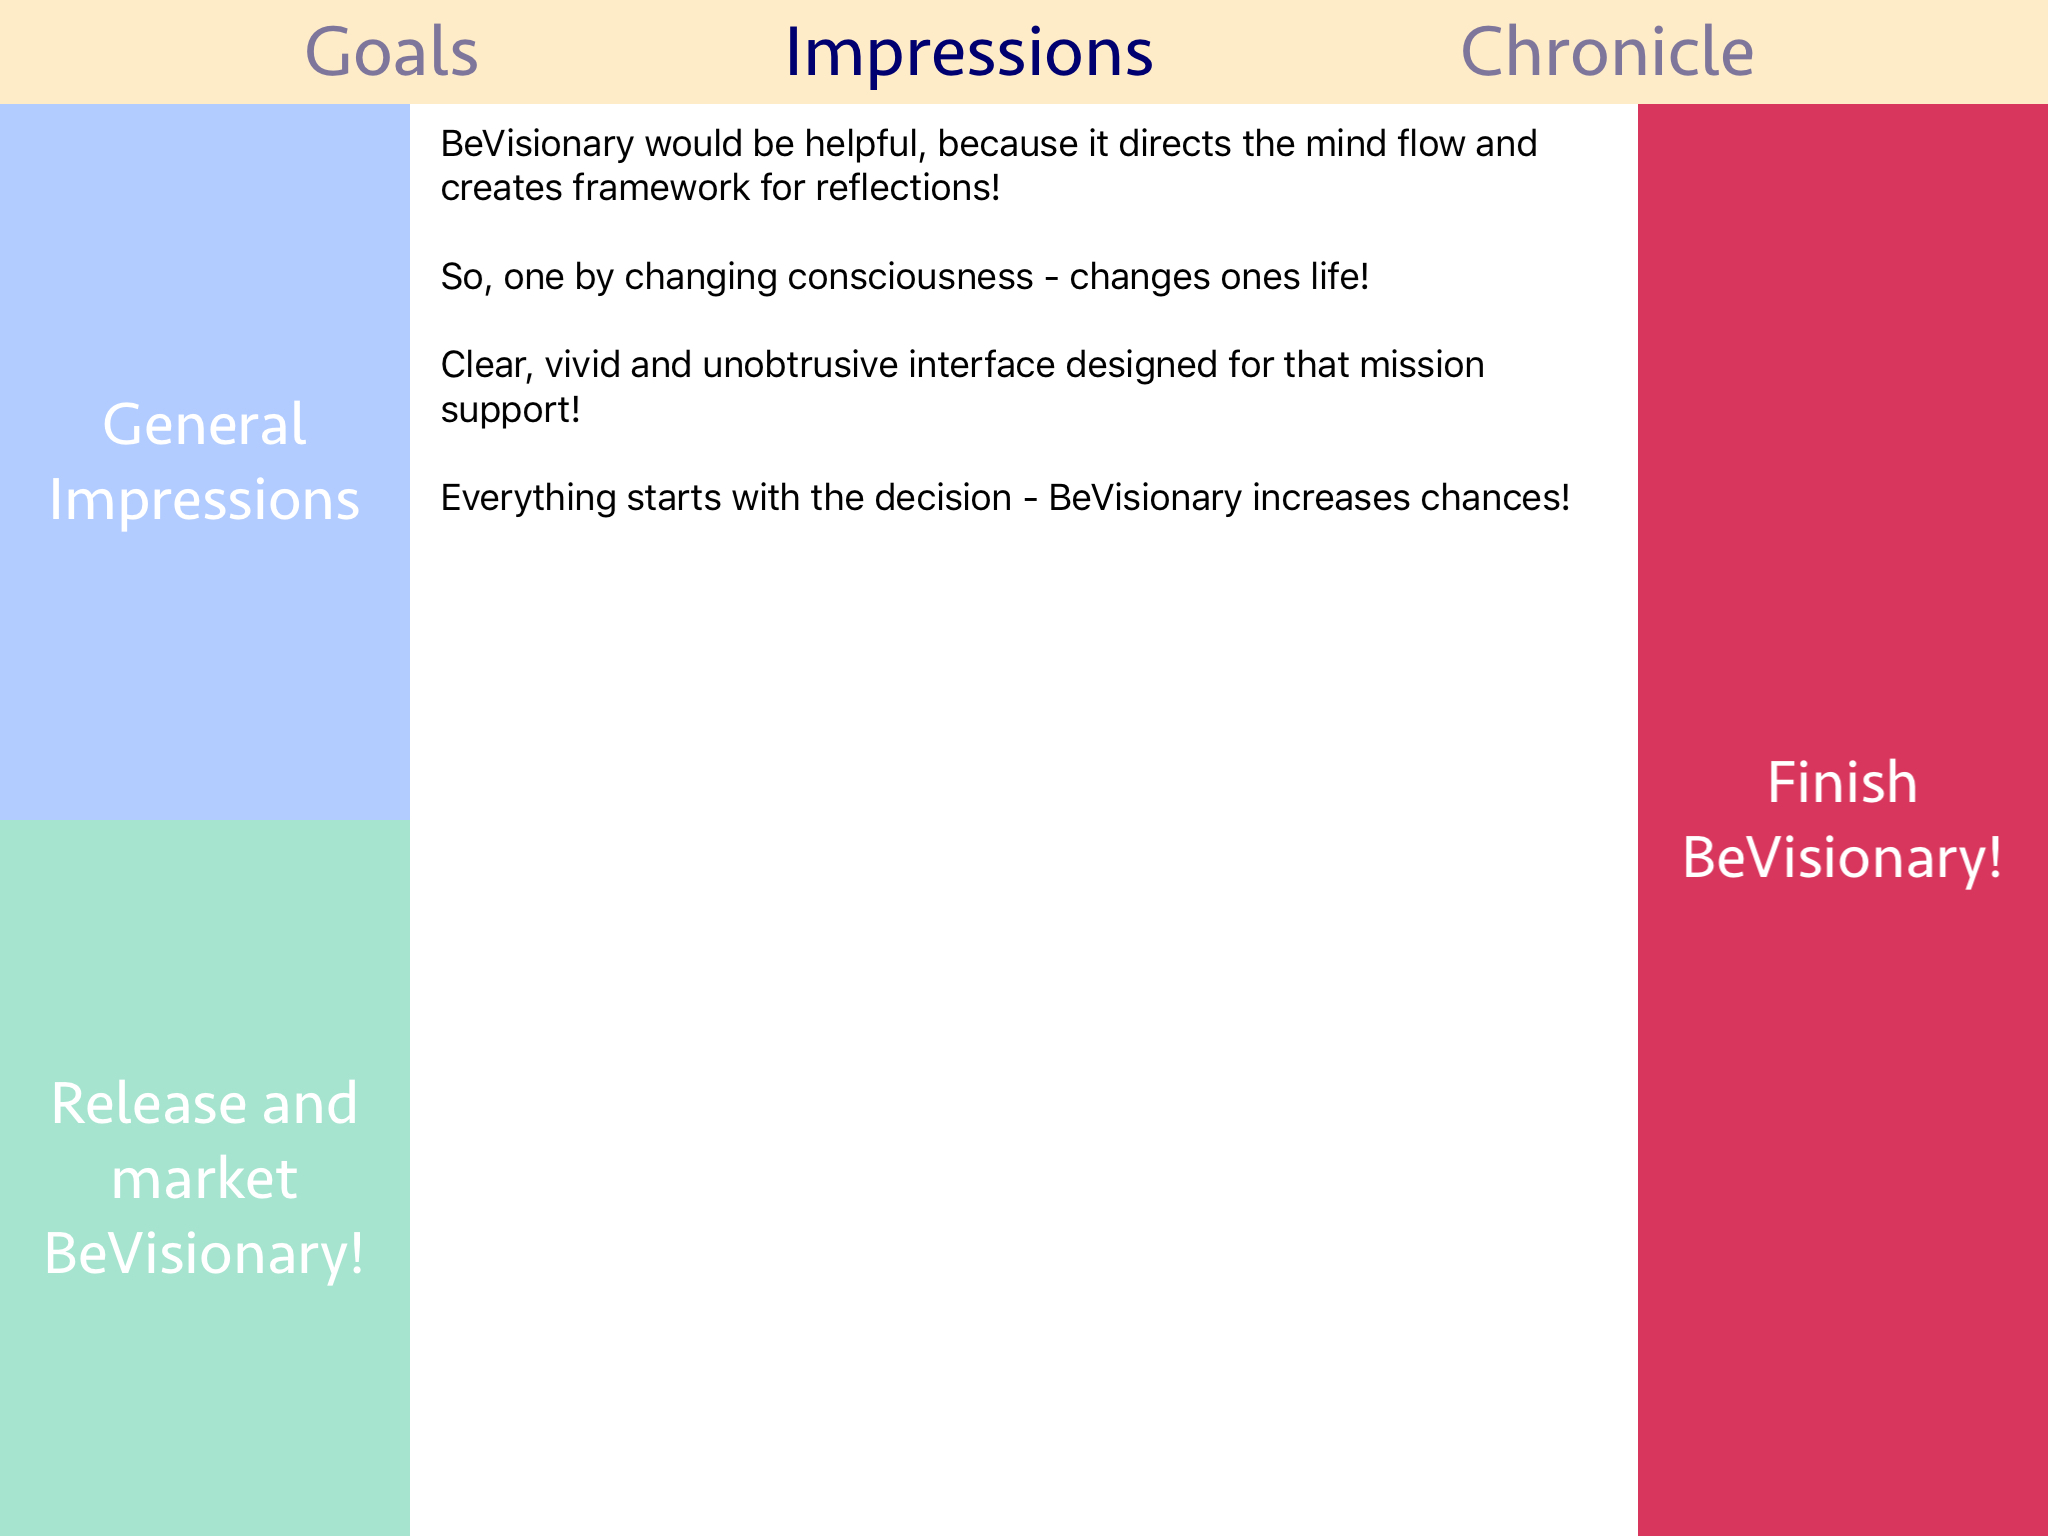 Goals
Impressions
Chronicle
General
Impressions
Release and
market
BeVisionary!
BeVisionary would be helpful, because it directs the mind flow and
creates framework for reflections!
So, one by changing consciousness - changes ones life!
Clear, vivid and unobtrusive interface designed for that mission
support!
Everything starts with the decision - BeVisionary increases chances!
Finish
BeVisionary!